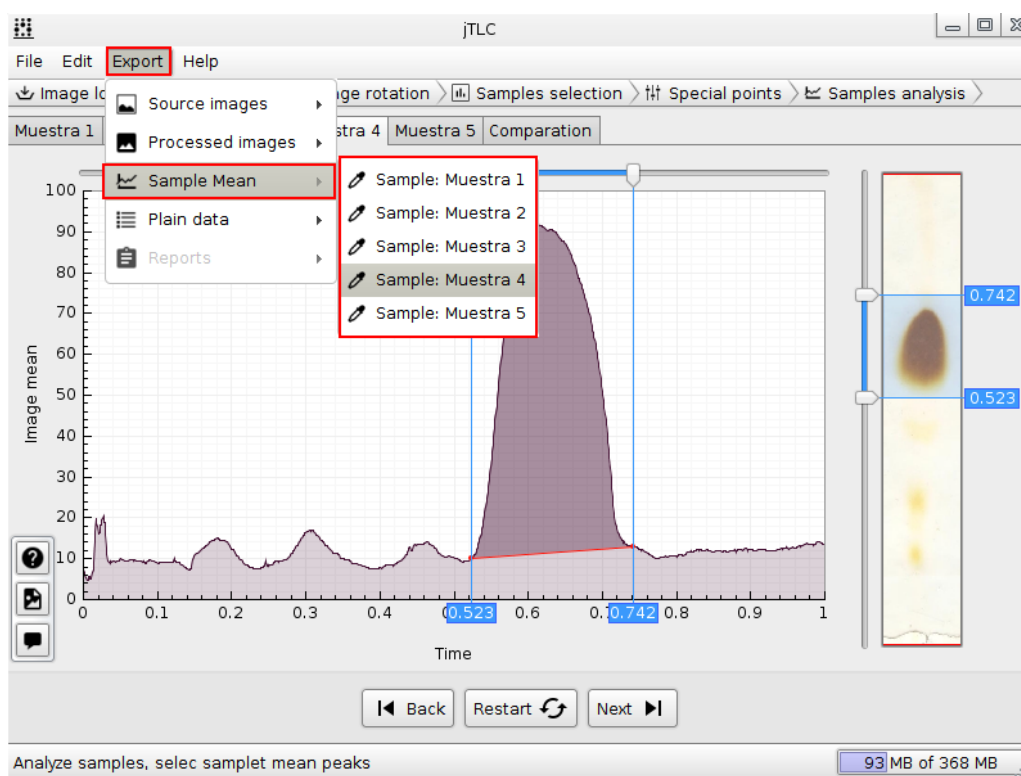 jTLC
File Edit Export Help
Image lo ge rotation Samples selection Special points Samples analysis
Muestra 1 stra 4 Muestra 5 Comparation
Source images
Processed images
Sample Mean
Plain data
Reports
Sample: Muestra 1
Sample: Muestra 2
Sample: Muestra 3
Sample: Muestra 4
Sample: Muestra 5
100
90
80
70
60
50
40
30
20
10
0
Image mean
0 0.1 0.2 0.3 0.4 0.523 0.6 0.742 0.8 0.9 1
Time
0.742
0.523
Back Restart Next
Analyze samples, selec samplet mean peaks 93 MB of 368 MB